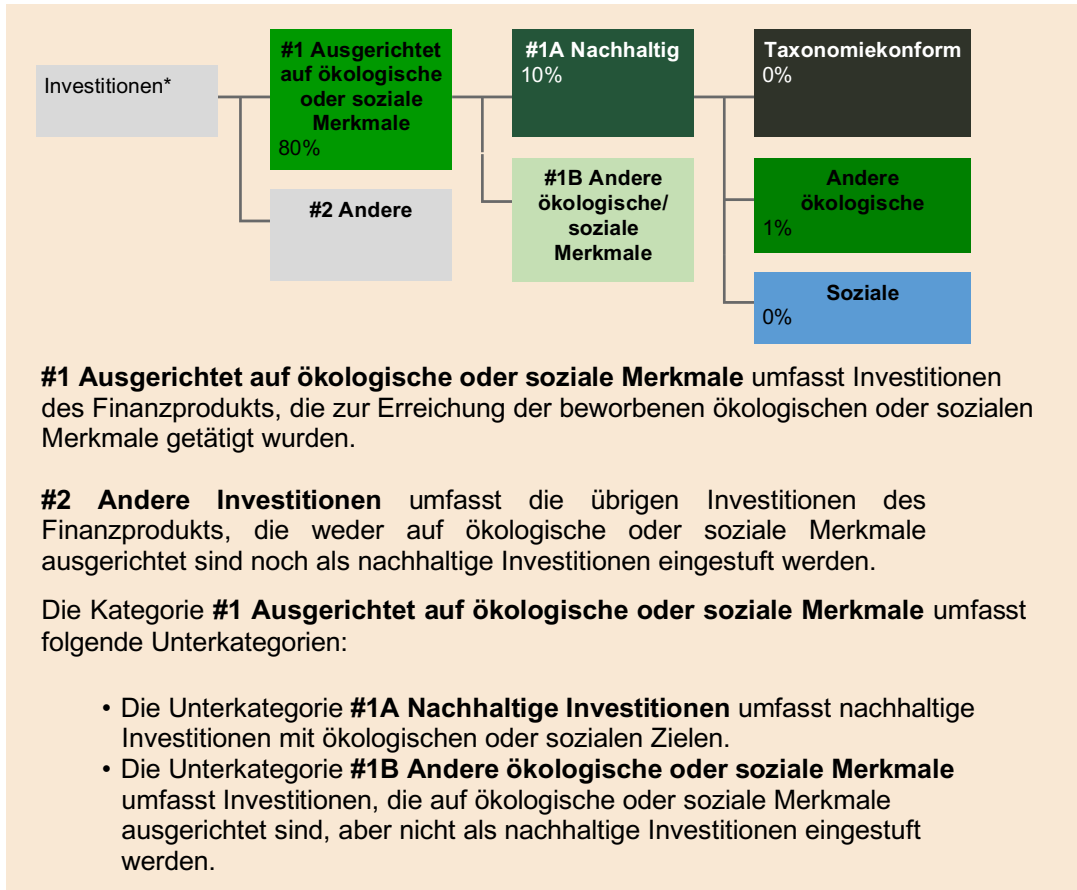 Investitionen*
#1 Ausgerichtet
auf ökologische
oder soziale
Merkmale
80%
#2 Andere
#1A Nachhaltig
10%
#1B Andere
ökologische/
soziale
Merkmale
Taxonomiekonform
0%
Andere
ökologische
1%
Soziale
0%
#1 Ausgerichtet auf ökologische oder soziale Merkmale umfasst Investitionen
des Finanzprodukts, die zur Erreichung der beworbenen ökologischen oder sozialen
Merkmale getätigt wurden.
#2 Andere Investitionen umfasst die übrigen Investitionen des
Finanzprodukts, die weder auf ökologische oder soziale Merkmale
ausgerichtet sind noch als nachhaltige Investitionen eingestuft werden.
Die Kategorie #1 Ausgerichtet auf ökologische oder soziale Merkmale umfasst
folgende Unterkategorien:
• Die Unterkategorie #1A Nachhaltige Investitionen umfasst nachhaltige
Investitionen mit ökologischen oder sozialen Zielen.
• Die Unterkategorie #1B Andere ökologische oder soziale Merkmale
umfasst Investitionen, die auf ökologische oder soziale Merkmale
ausgerichtet sind, aber nicht als nachhaltige Investitionen eingestuft
werden.